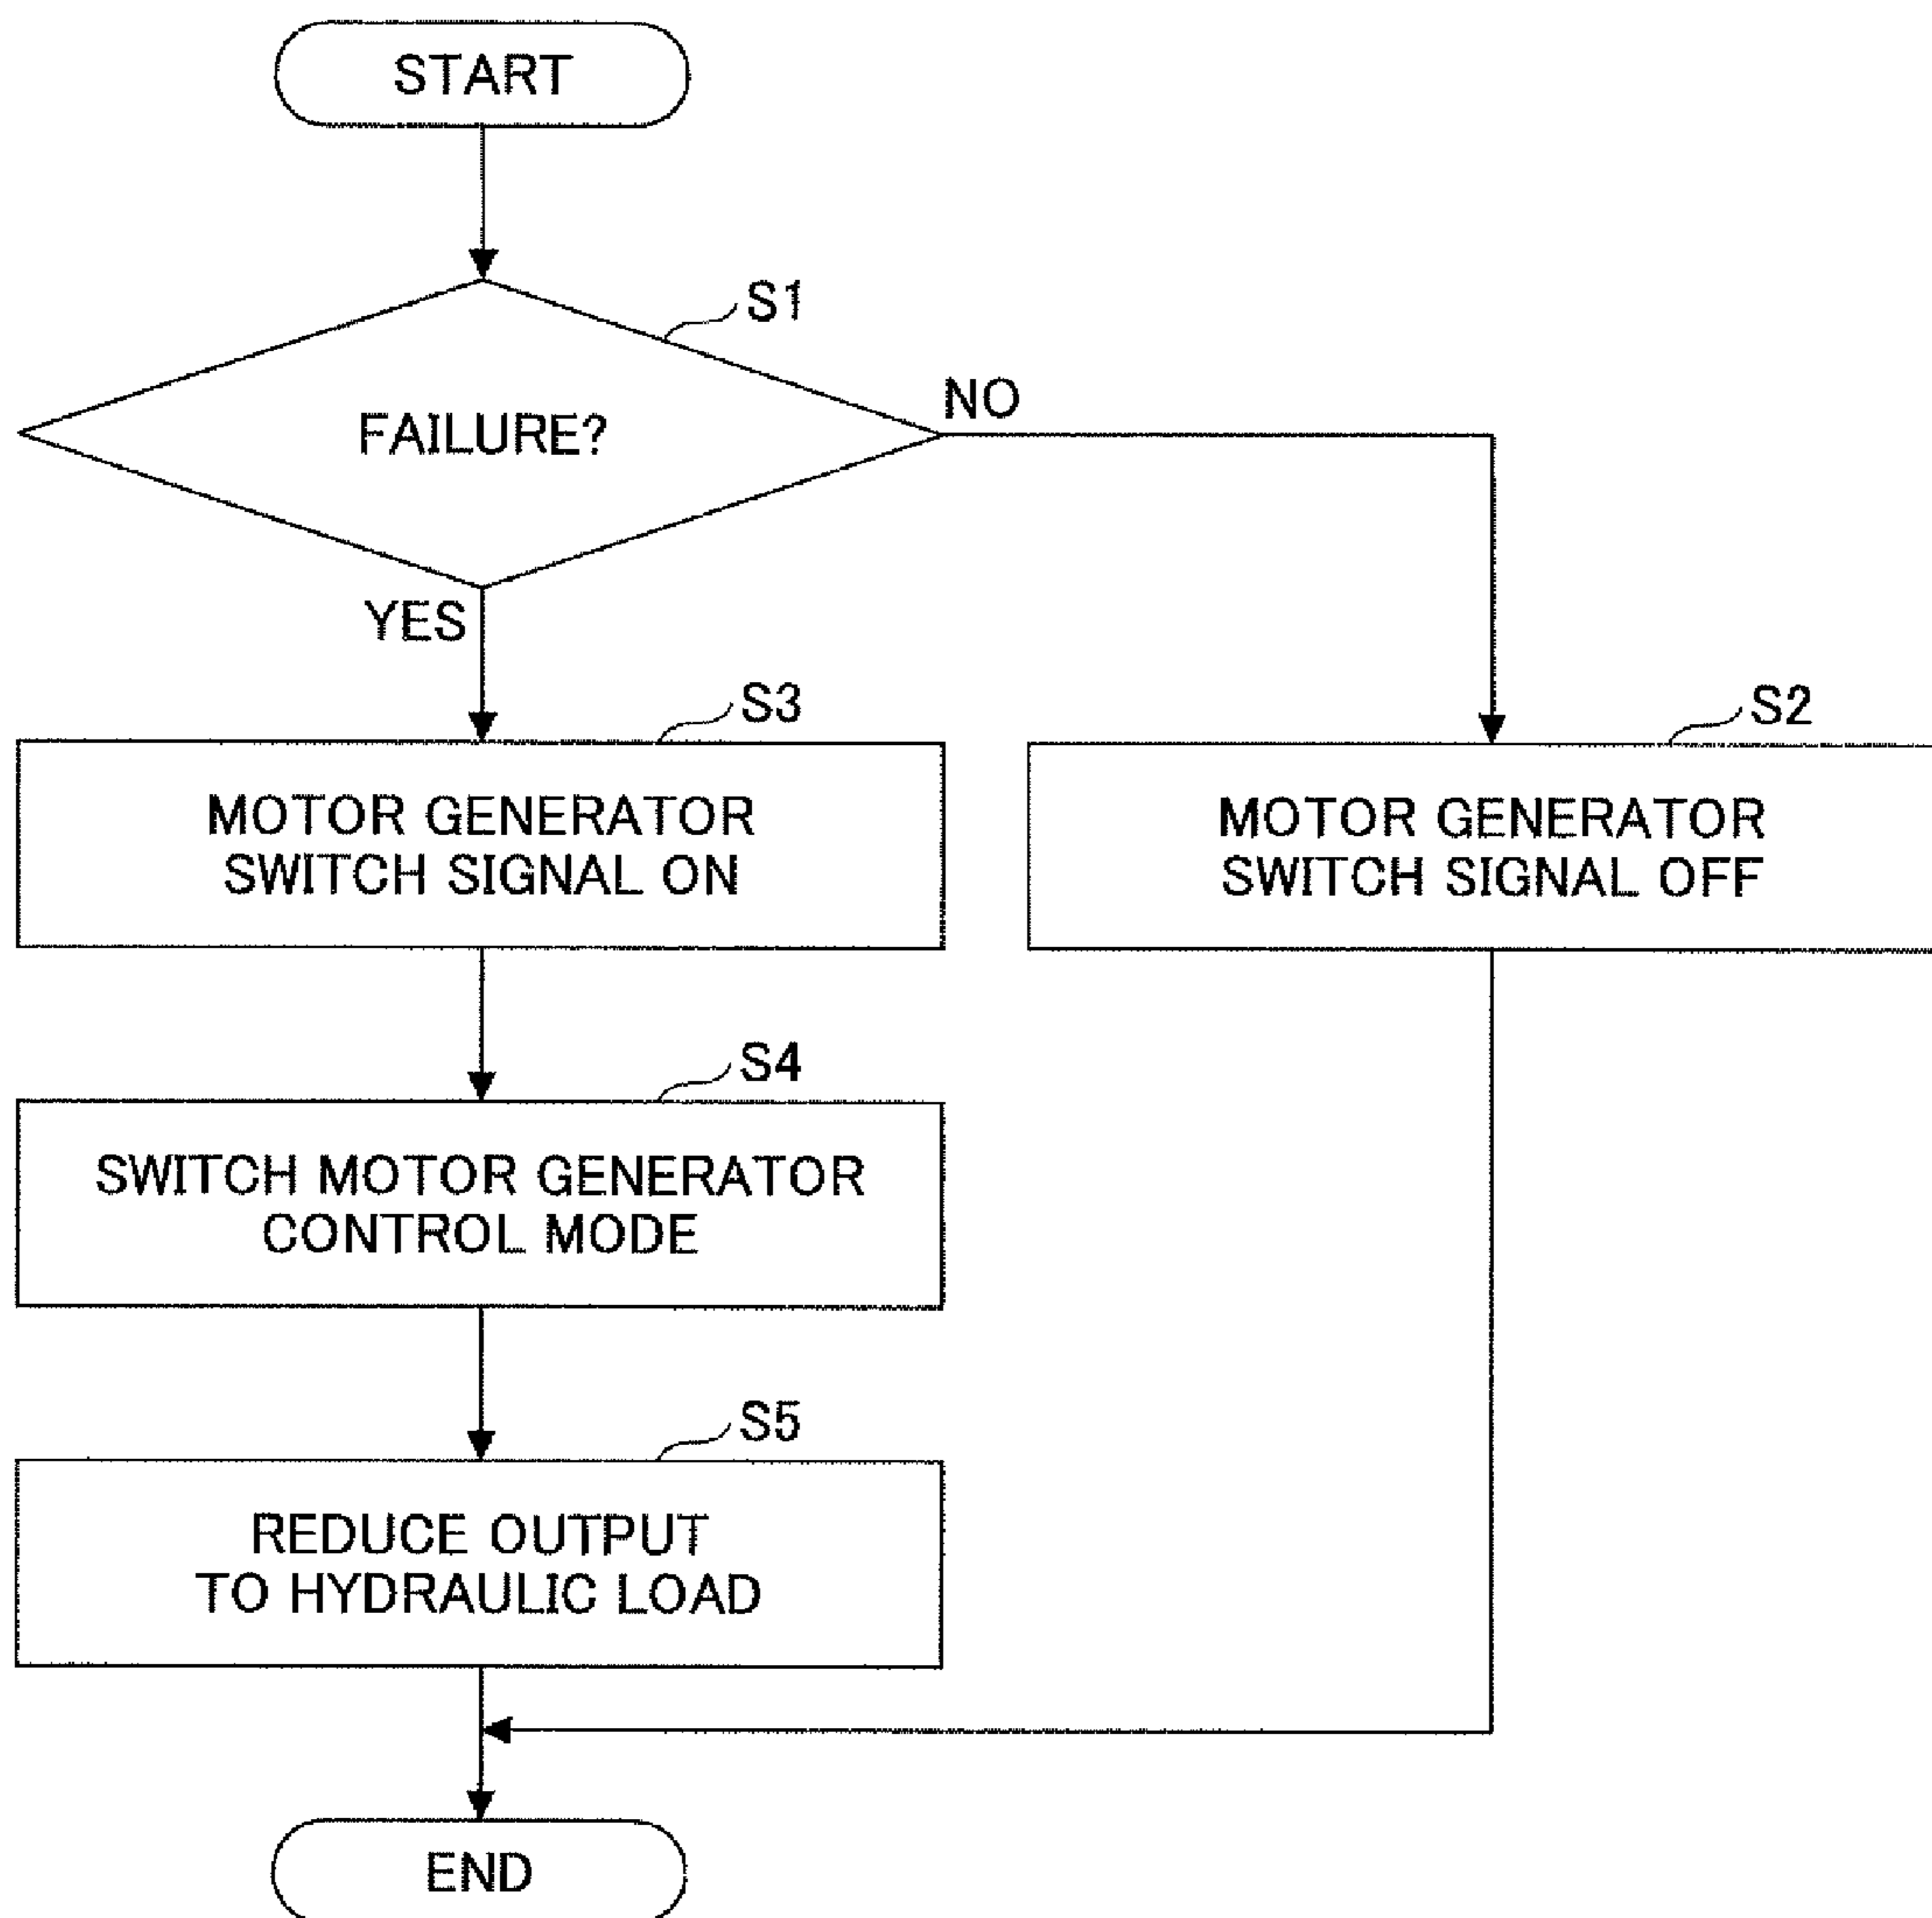 START
S1
FAILURE?
NO
YES
S3
MOTOR GENERATOR
SWITCH SIGNAL ON
S2
MOTOR GENERATOR
SWITCH SIGNAL OFF
S4
SWITCH MOTOR GENERATOR
CONTROL MODE
S5
REDUCE OUTPUT
TO HYDRAULIC LOAD
END